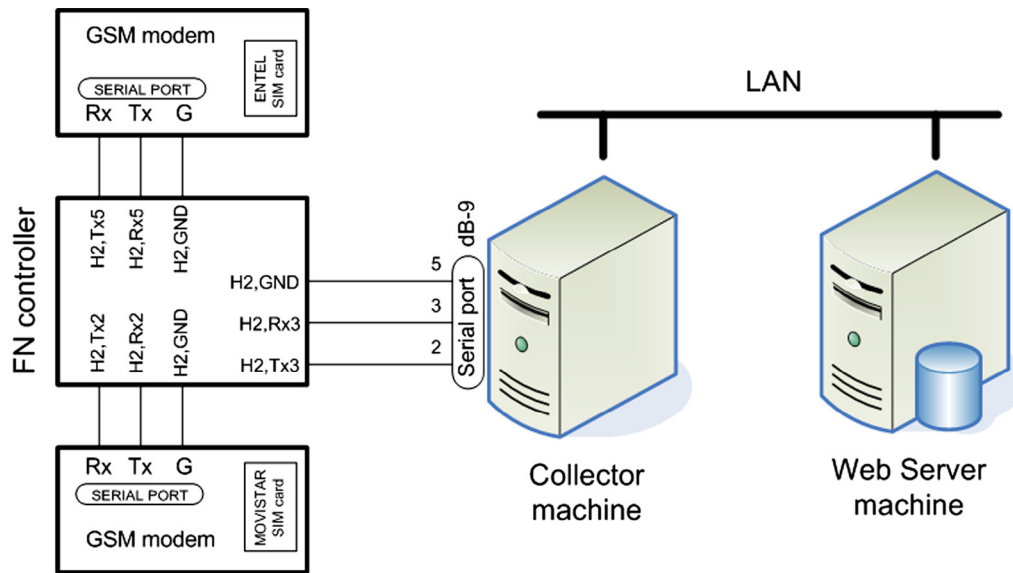 GSM modem
SERIAL PORT
Rx Tx G
ENTEL
SIM card
FN controller
H2,Tx5
H2,Rx5
H2,GND
H2,Tx2
H2,Rx2
H2,GND
H2,GND
H2,Rx3
H2,Tx3
5
3
2
dB-9
Serial port
LAN
Collector
machine
Web Server
machine
Rx Tx G
SERIAL PORT
GSM modem
MOVISTAR
SIM card